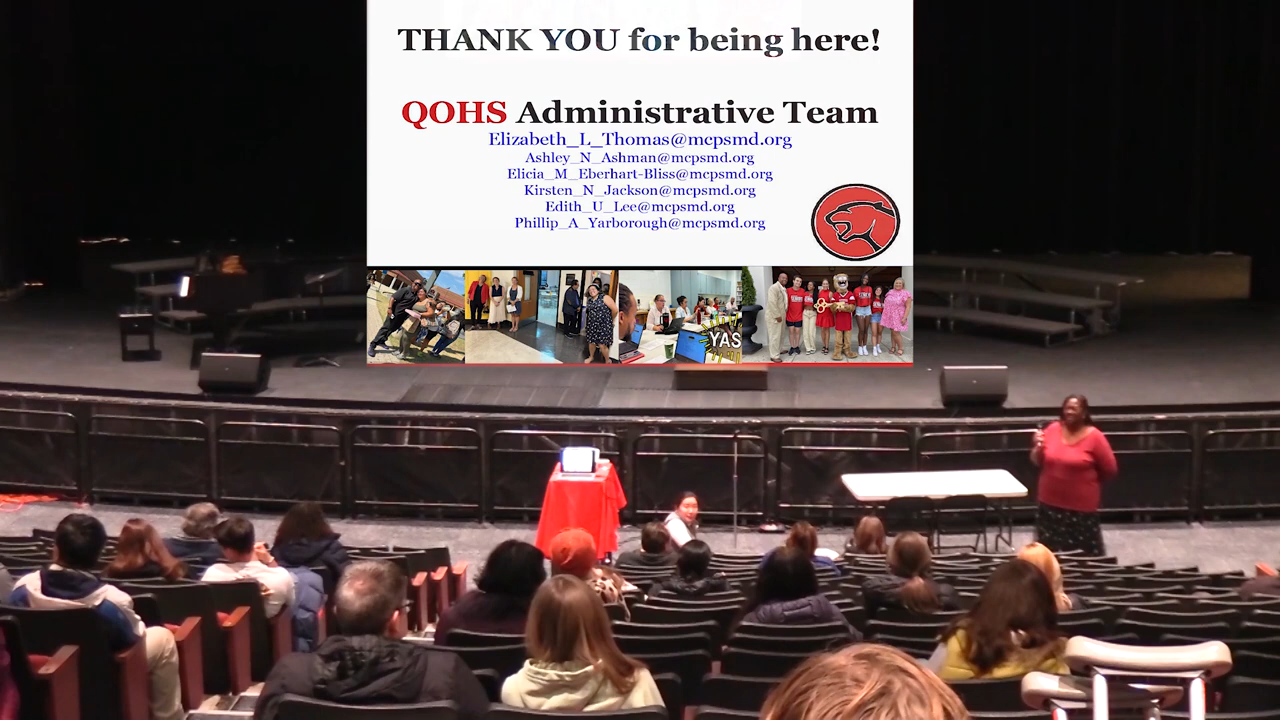 THANK YOU for being here!
QOHS Administrative Team
Elizabeth_L_Thomas@mcpsmd.org
Ashley_N_Ashman@mcpsmd.org
Elicia_M_Eberhart-Bliss@mcpsmd.org
Kirsten_N_Jackson@mcpsmd.org
Edith_U_Lee@mcpsmd.org
Phillip_A_Yarborough@mcpsmd.org
YAS